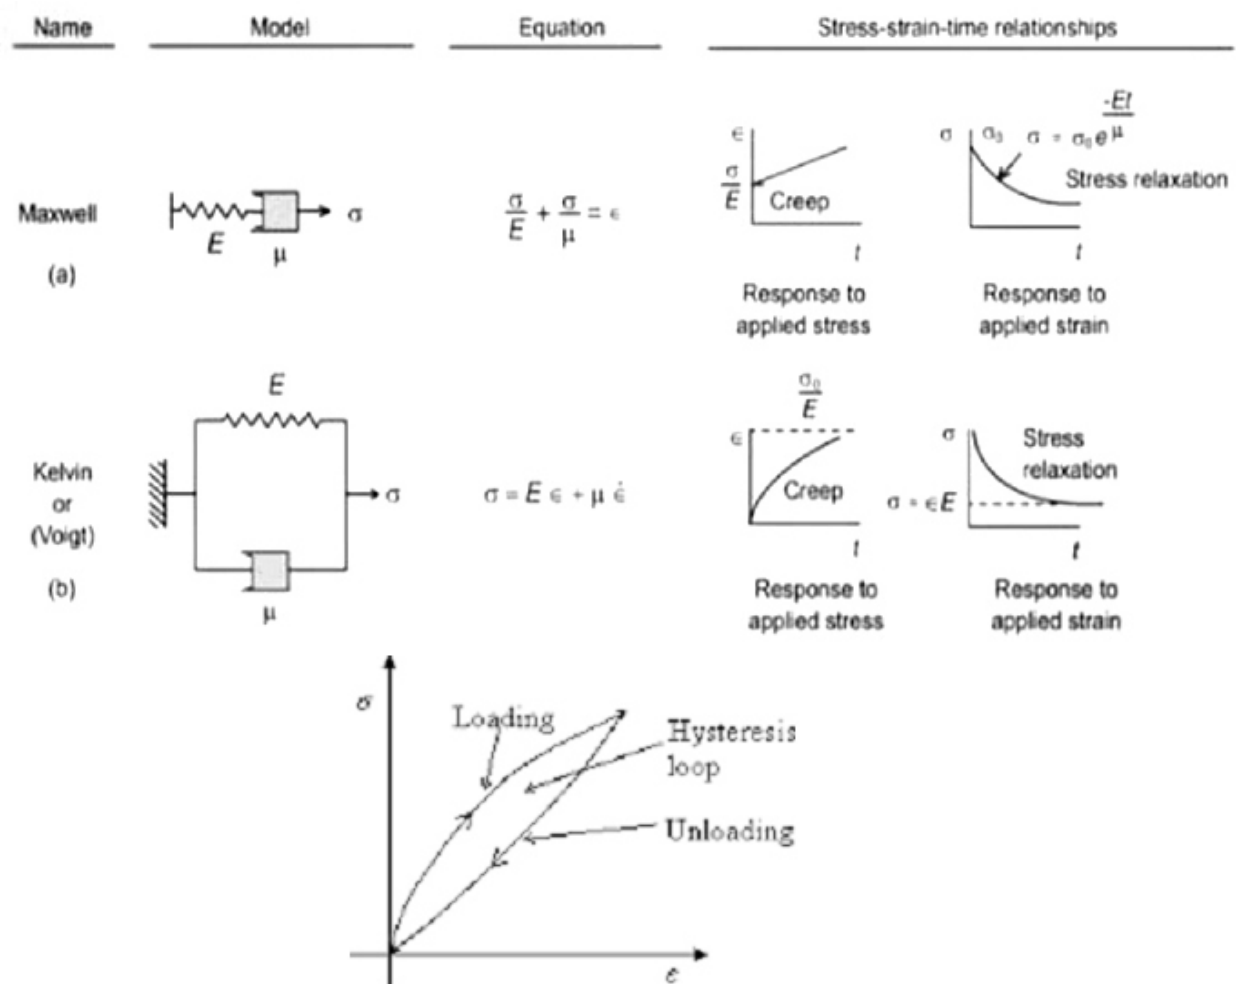 Name Model Equation Stress-strain-time relationships
Maxwell
(a)
E
μ
σ
σ/E + σ/μ = ϵ
ϵ
σ/E
Creep
t
Response to
applied stress
σ
σ₀
σ = σ₀e^(-Et/μ)
Stress relaxation
t
Response to
applied strain
Kelvin
or
(Voigt)
(b)
E
μ
σ
σ = E ϵ + μ ϵ̇
σ₀/E
ϵ
Creep
t
Response to
applied stress
σ
Stress
relaxation
σ = ϵE
t
Response to
applied strain
σ
Loading
Hysteresis
loop
Unloading
ε